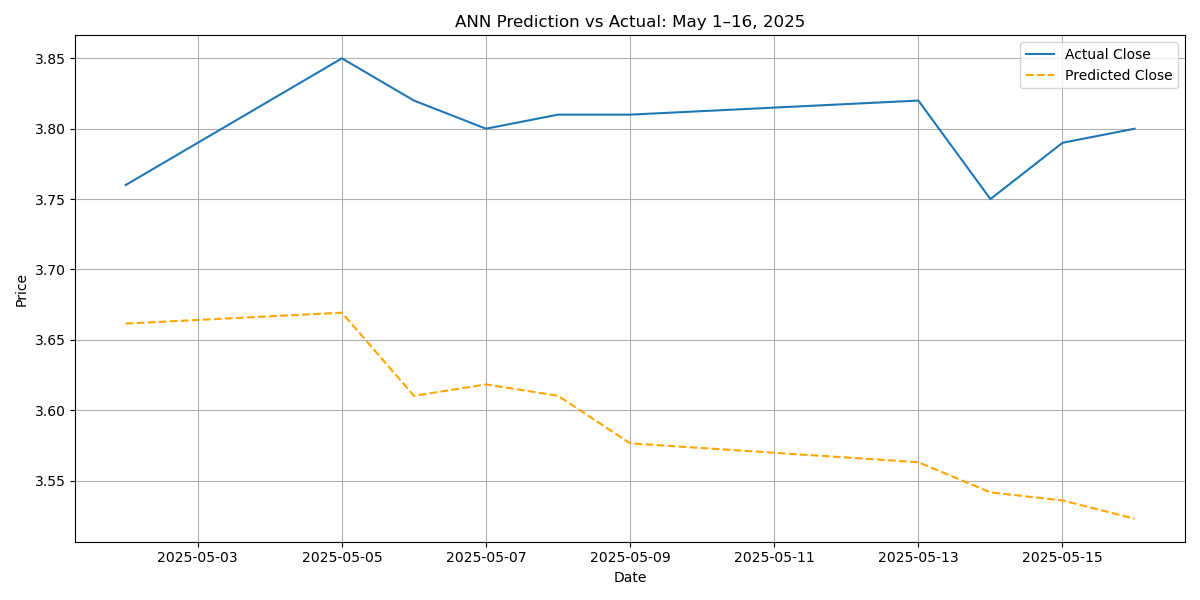 ANN Prediction vs Actual: May 1–16, 2025
Actual Close
Predicted Close
3.85
3.80
3.75
3.70
3.65
3.60
3.55
Price
2025-05-03
2025-05-05
2025-05-07
2025-05-09
2025-05-11
2025-05-13
2025-05-15
Date